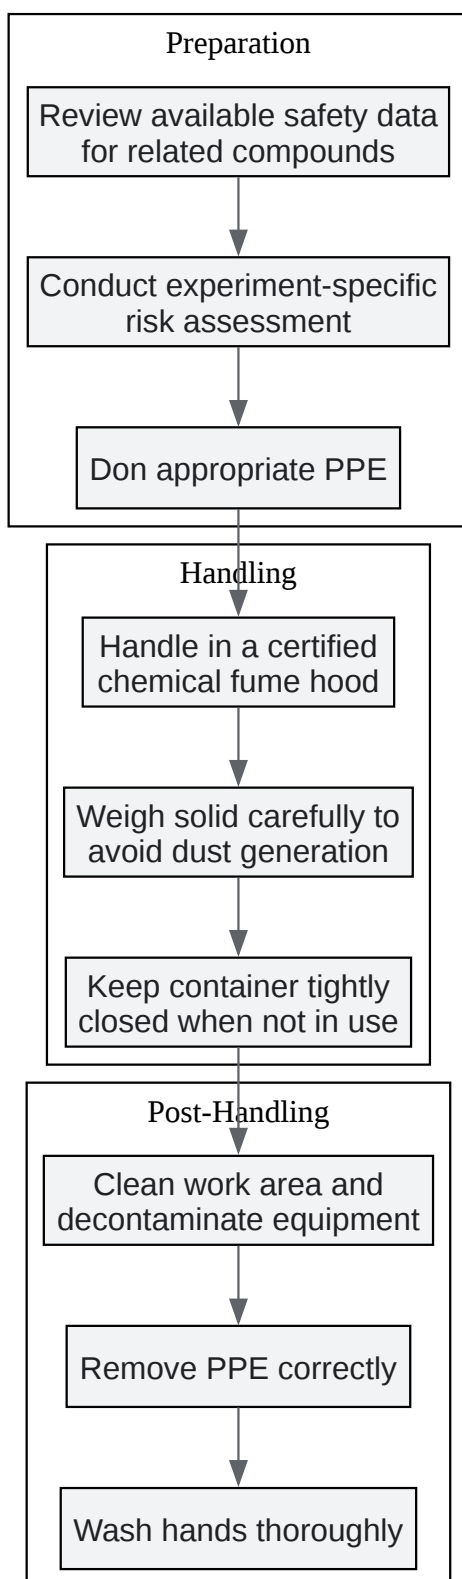 Preparation
Review available safety data
for related compounds
Conduct experiment-specific
risk assessment
Don appropriate PPE
Handling
Handle in a certified
chemical fume hood
Weigh solid carefully to
avoid dust generation
Keep container tightly
closed when not in use
Post-Handling
Clean work area and
decontaminate equipment
Remove PPE correctly
Wash hands thoroughly